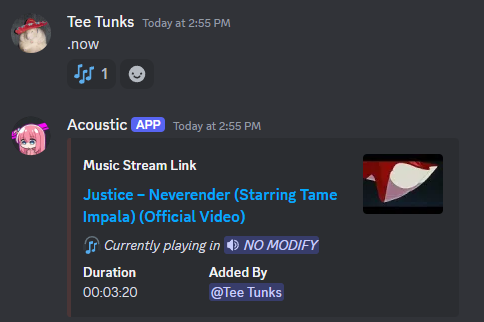 Tee Tunks Today at 2:55 PM
.now
1
Acoustic APP Today at 2:55 PM
Music Stream Link
Justice – Neverender (Starring Tame
Impala) (Official Video)
Currently playing in NO MODIFY
Duration Added By
00:03:20 @Tee Tunks